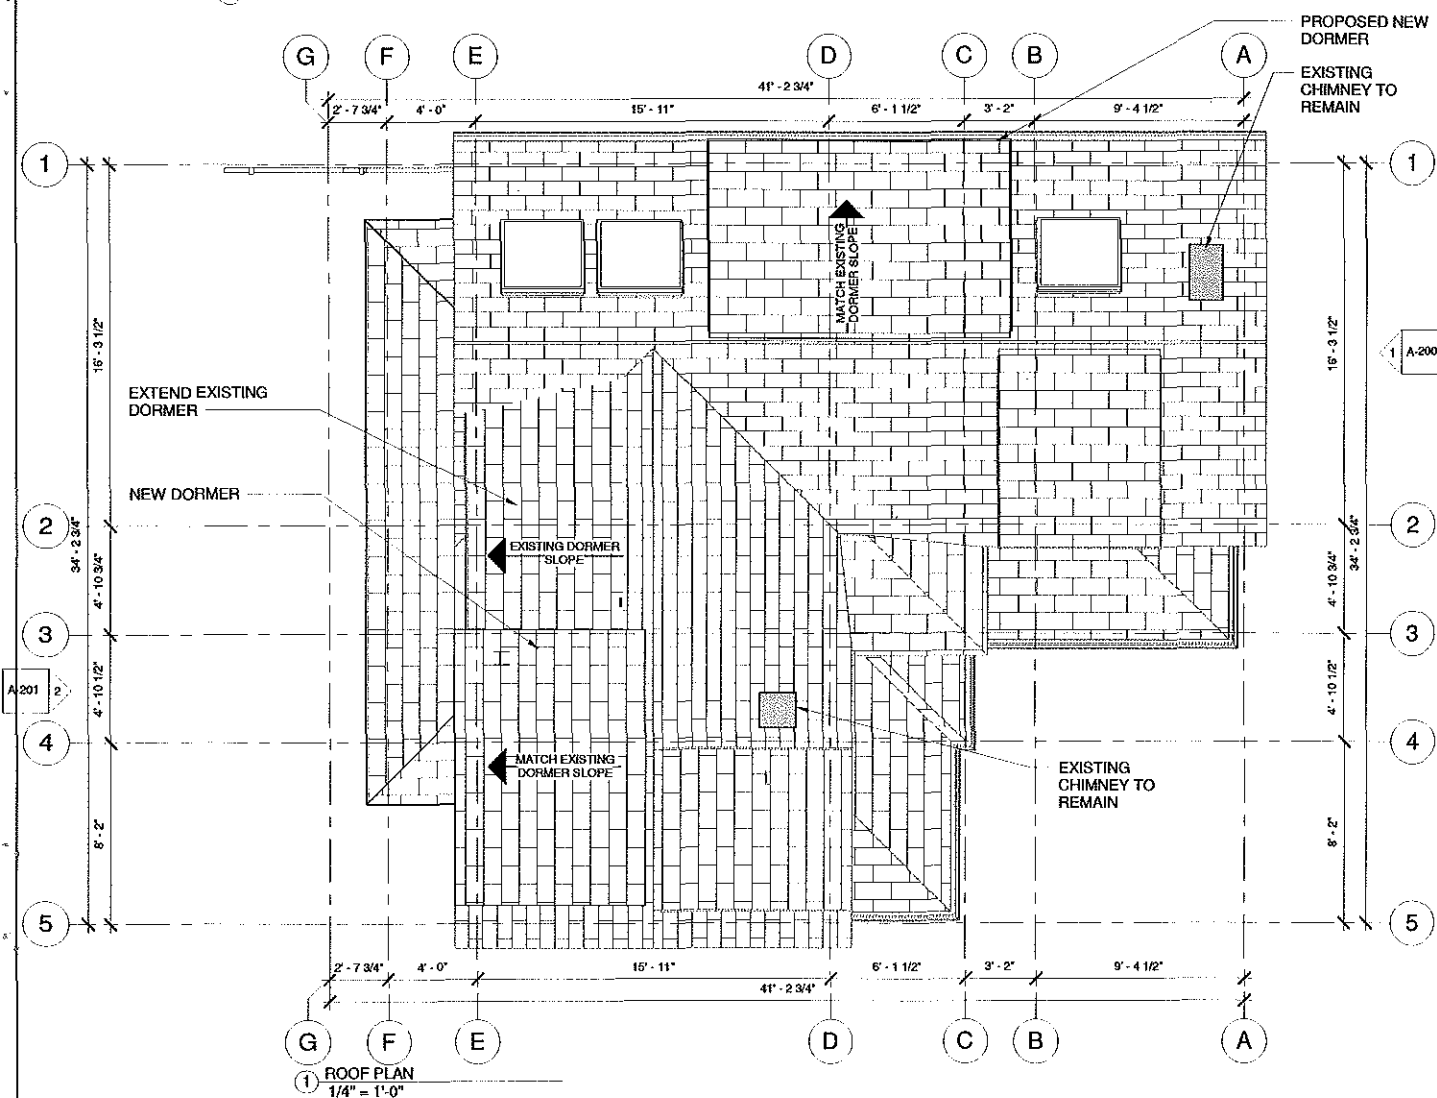 PROPOSED NEW
DORMER
EXISTING
CHIMNEY TO
REMAIN
G F E D C B A
41' - 2 3/4"
2' - 7 3/4" 4' - 0" 15' - 11" 6' - 1 1/2" 3' - 2" 9' - 4 1/2"
1
1
MATCH EXISTING
DORMER SLOPE
16' - 3 1/2"
16' - 3 1/2"
1 A-200
EXTEND EXISTING
DORMER
NEW DORMER
2
2
34' - 2 3/4"
34' - 2 3/4"
EXISTING DORMER
SLOPE
4' - 10 3/4"
4' - 10 3/4"
3
3
A-201 2
4' - 10 1/2"
4' - 10 1/2"
4
4
MATCH EXISTING
DORMER SLOPE
EXISTING
CHIMNEY TO
REMAIN
8' - 2"
8' - 2"
5
5
2' - 7 3/4" 4' - 0" 15' - 11" 6' - 1 1/2" 3' - 2" 9' - 4 1/2"
41' - 2 3/4"
G F E D C B A
1 ROOF PLAN
1/4" = 1'-0"